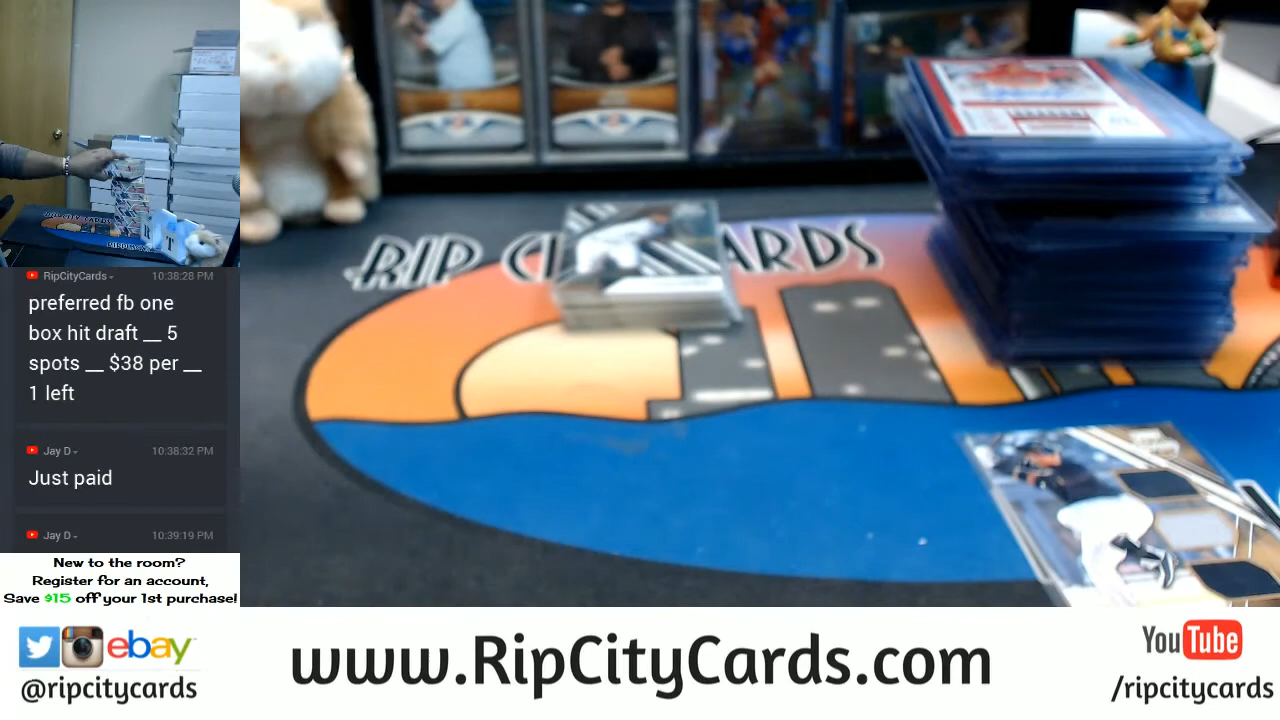 RipCityCards 10:38:28 PM
preferred fb one
box hit draft __ 5
spots __ $38 per __
1 left
Jay D 10:38:32 PM
Just paid
Jay D 10:39:19 PM
New to the room?
Register for an account,
Save $15 off your 1st purchase!
RIP CARDS
R T
ebay
@ripcitycards
www.RipCityCards.com
YouTube
/ripcitycards